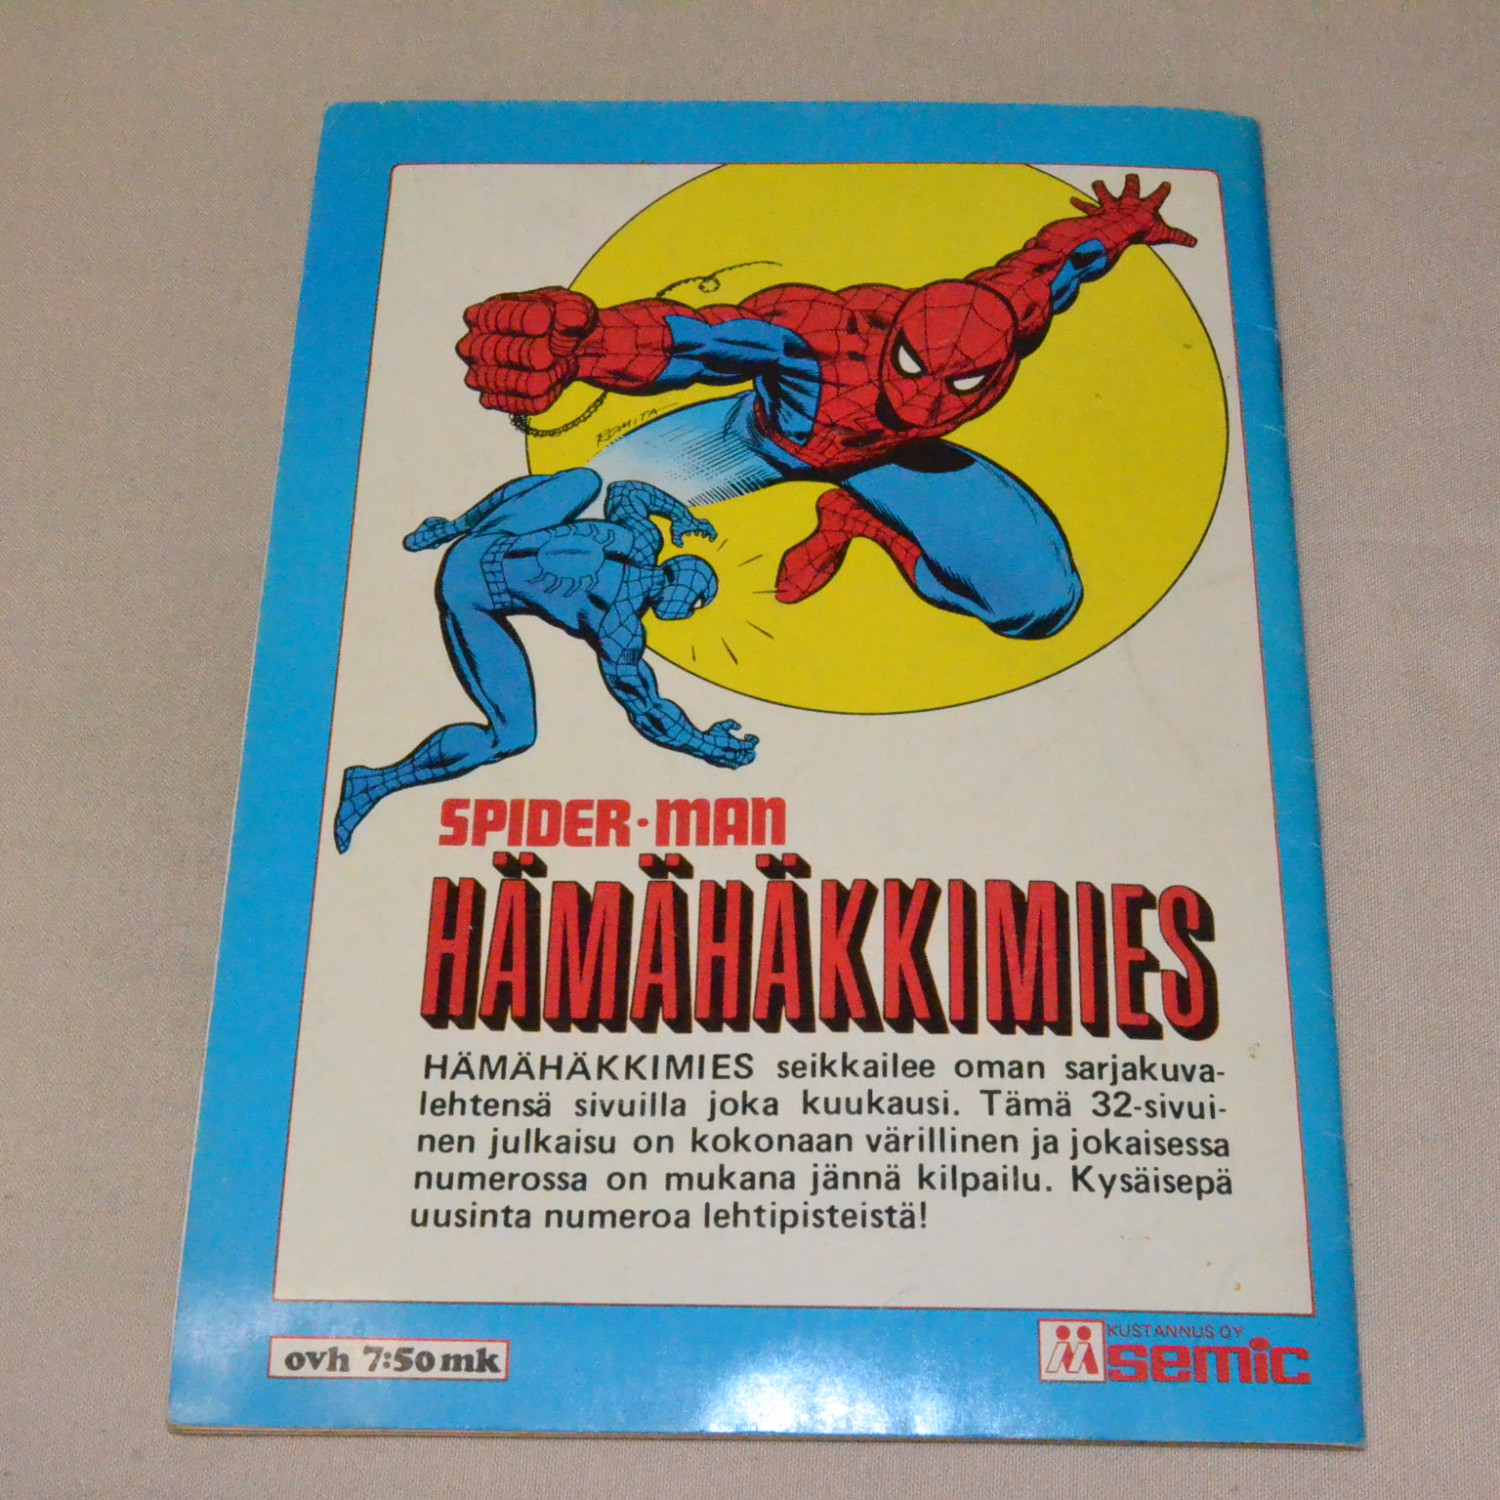 ROMITA
SPIDER-MAN
HÄMÄHÄKKIMIES
HÄMÄHÄKKIMIES seikkailee oman sarjakuva-
lehtensä sivuilla joka kuukausi. Tämä 32-sivui-
nen julkaisu on kokonaan värillinen ja jokaisessa
numerossa on mukana jännä kilpailu. Kysäisepä
uusinta numeroa lehtipisteistä!
ovh 7:50 mk
KUSTANNUS OY
semic